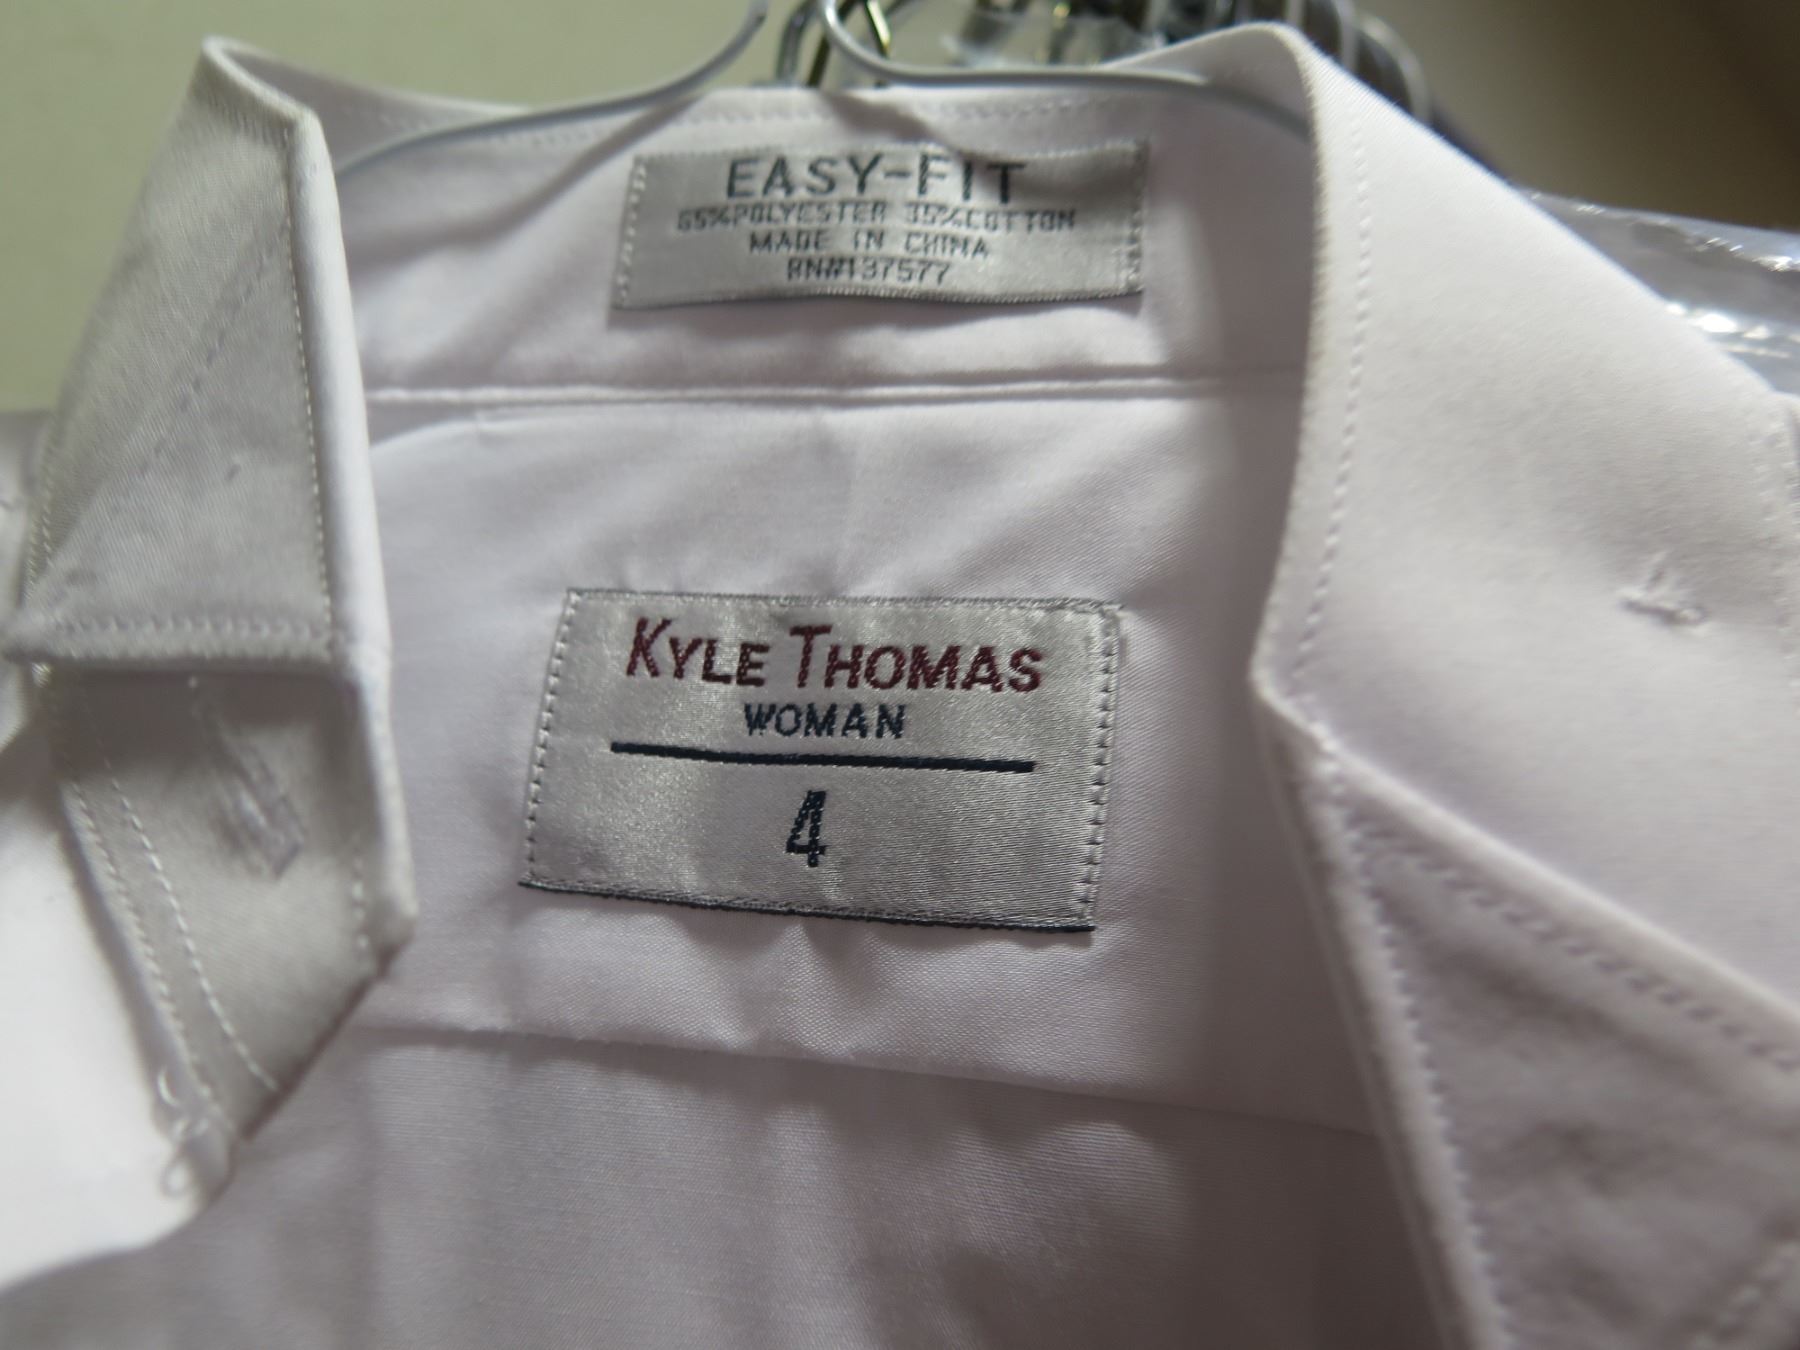 EASY-FIT
65%POLYESTER 35%COTTON
MADE IN CHINA
RN#137577
KYLE THOMAS
WOMAN
4